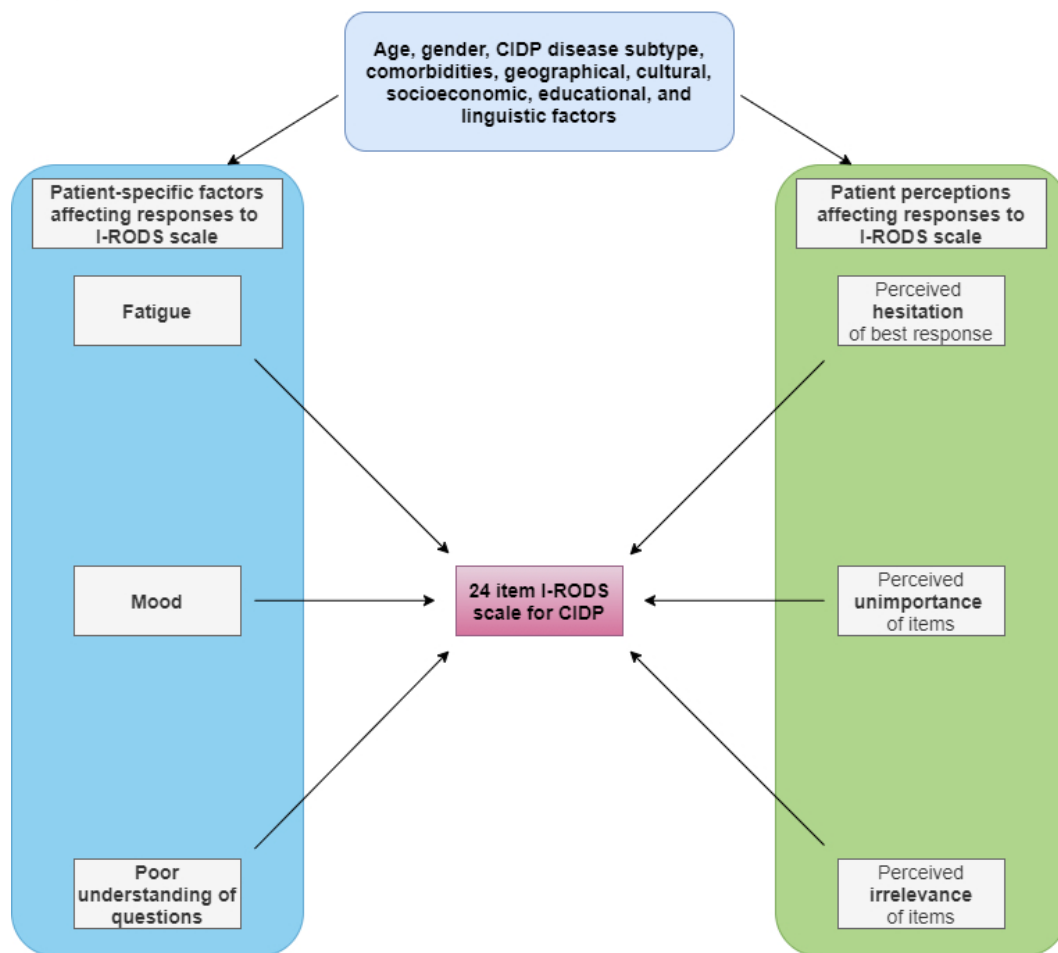 Age, gender, CIDP disease subtype,
comorbidities, geographical, cultural,
socioeconomic, educational, and
linguistic factors
Patient-specific factors
affecting responses to
I-RODS scale
Fatigue
Mood
Poor
understanding of
questions
24 item I-RODS
scale for CIDP
Patient perceptions
affecting responses to
I-RODS scale
Perceived
hesitation
of best response
Perceived
unimportance
of items
Perceived
irrelevance
of items